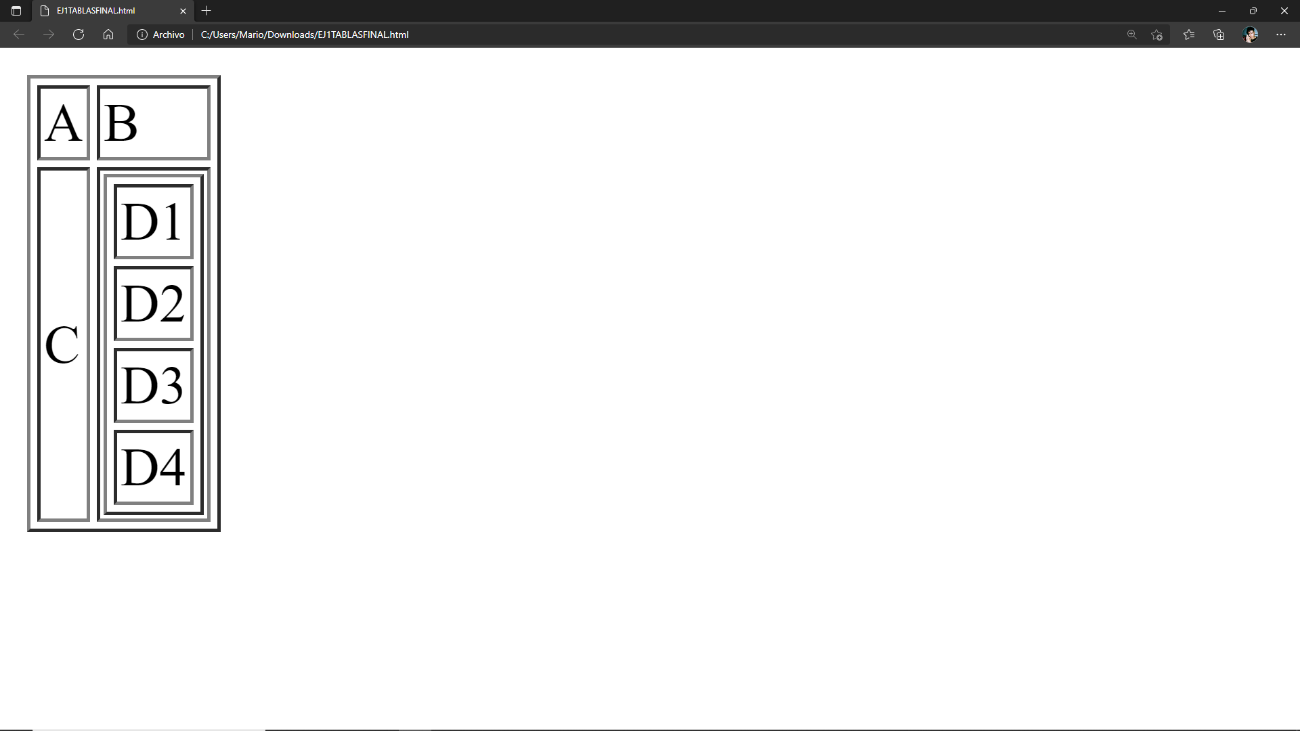 EJ1TABLASFINAL.html
Archivo C:/Users/Mario/Downloads/EJ1TABLASFINAL.html
A B
D1
D2
C
D3
D4